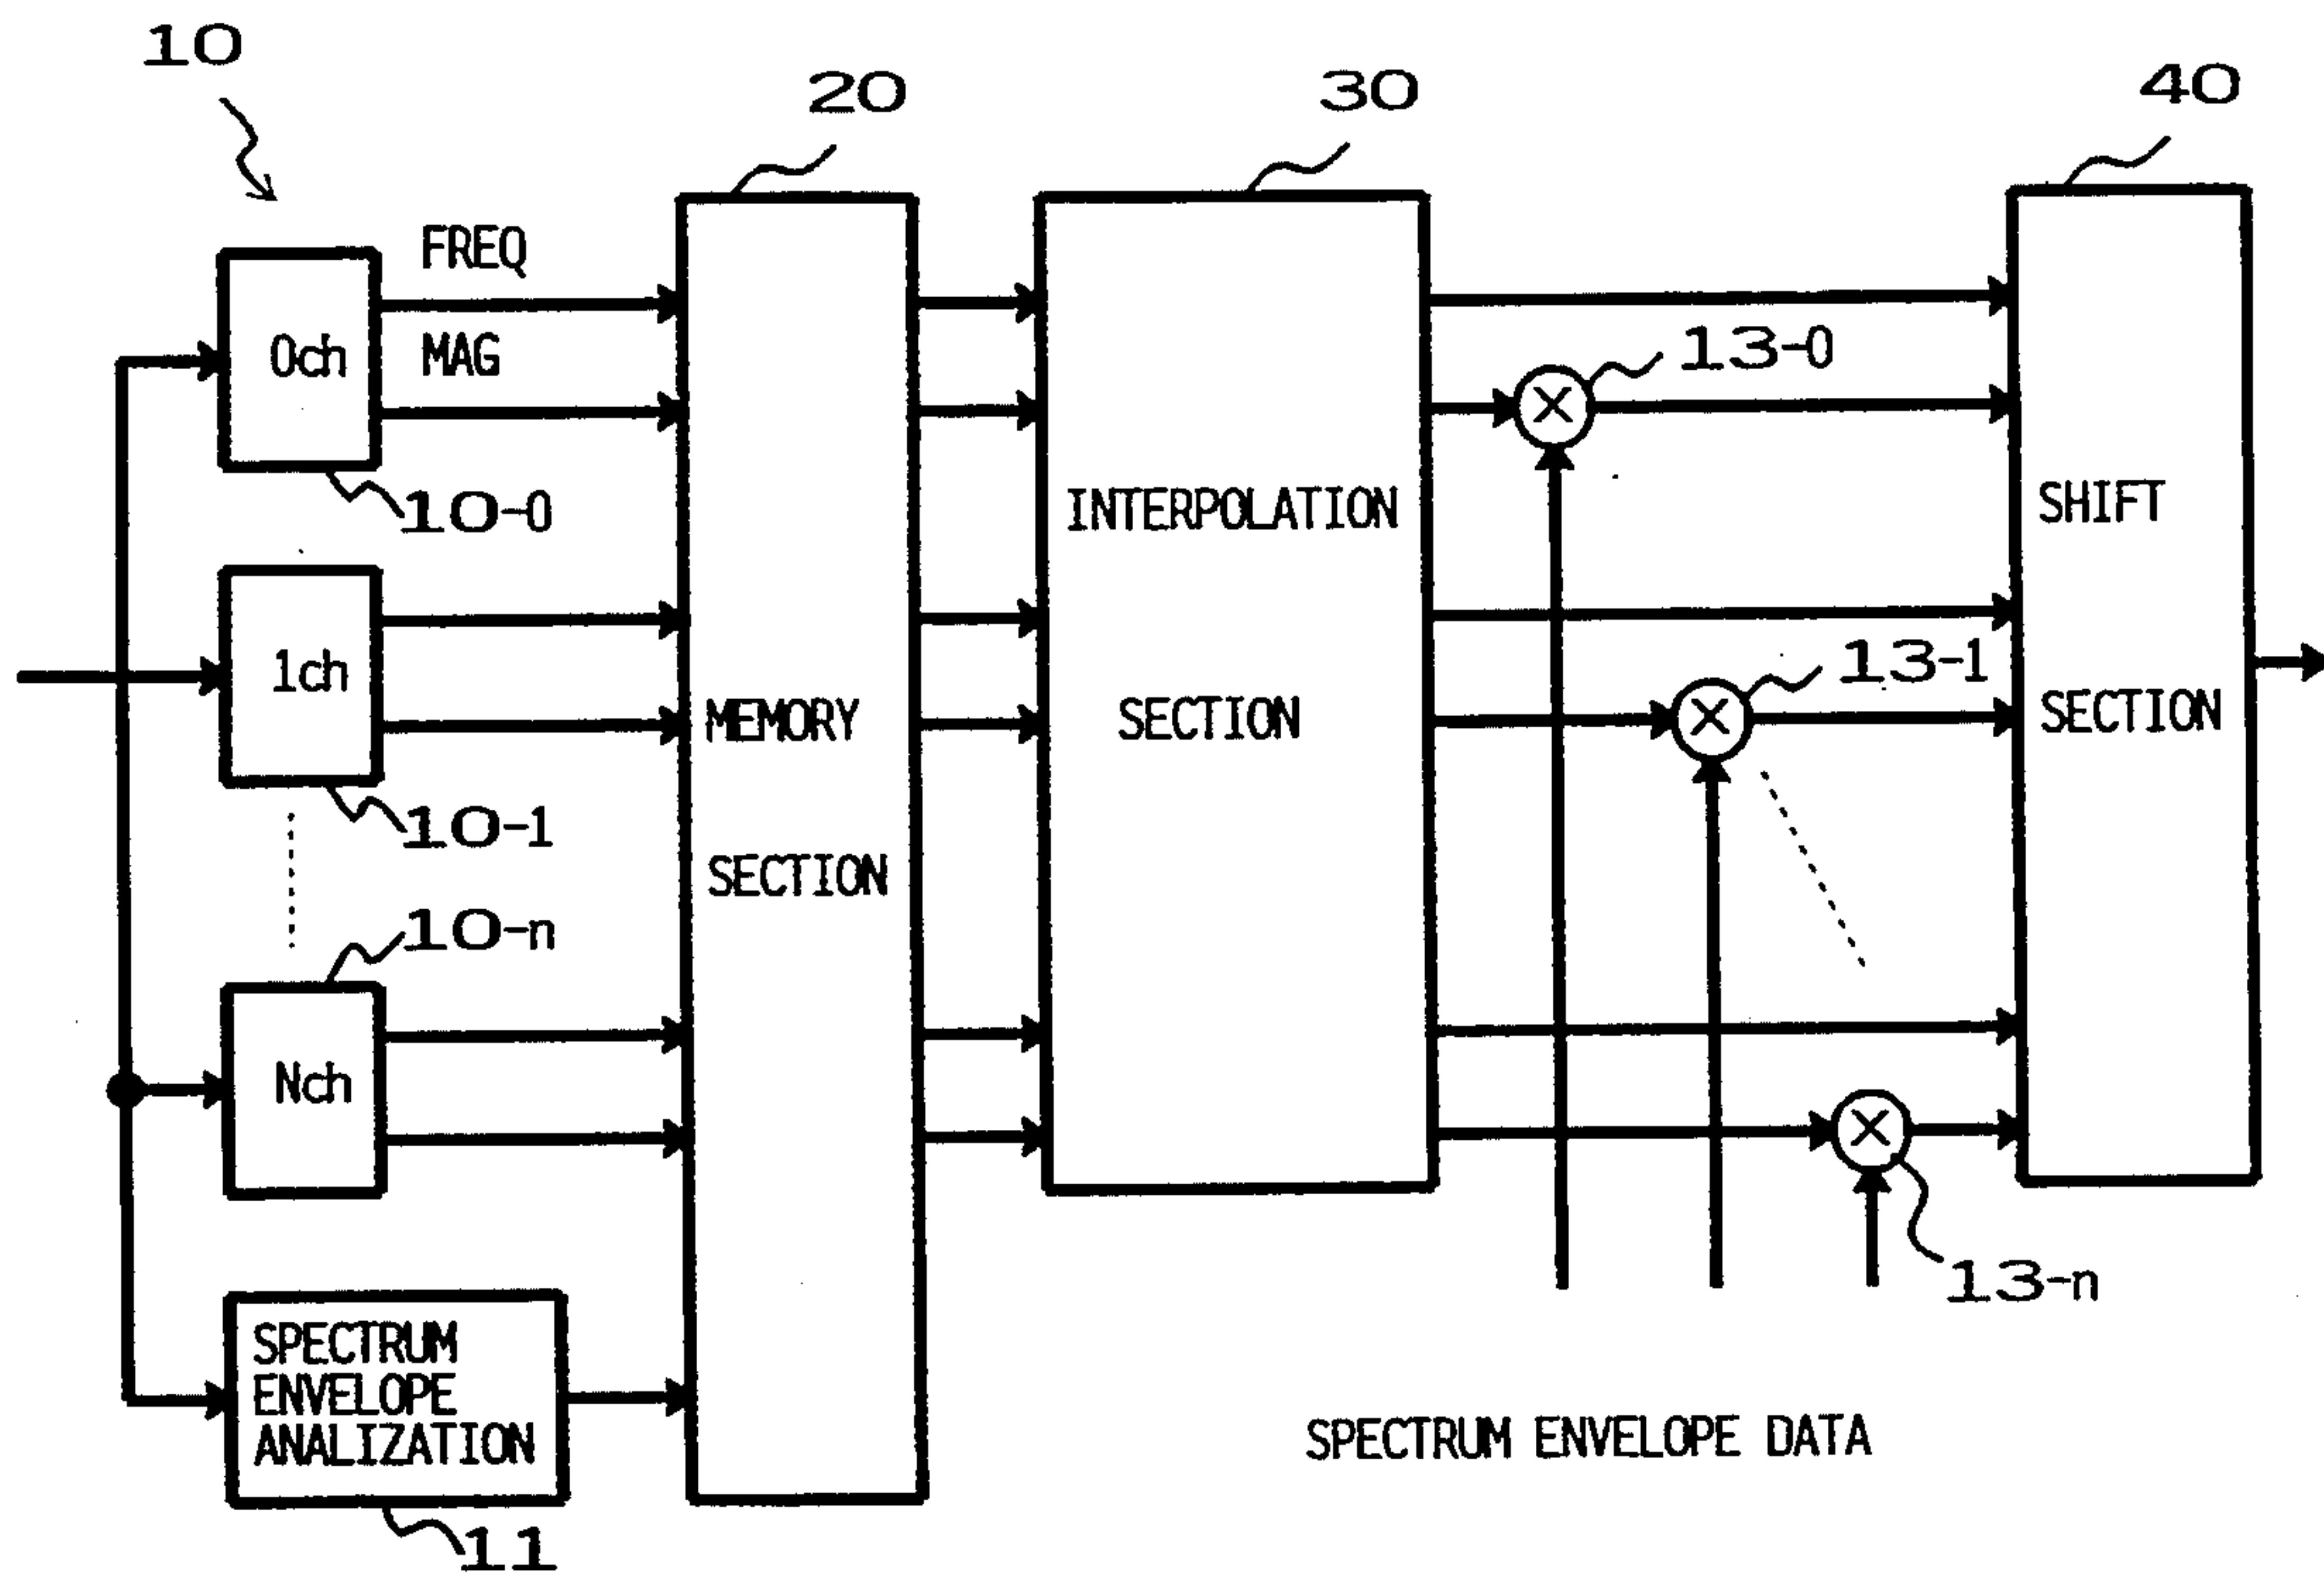 10
20
30
40
FREQ
MAG
0ch
10-0
1ch
10-1
10-n
Nch
SPECTRUM
ENVELOPE
ANALIZATION
11
MEMORY
SECTION
INTERPOLATION
SECTION
13-0
13-1
13-n
SHIFT
SECTION
SPECTRUM ENVELOPE DATA